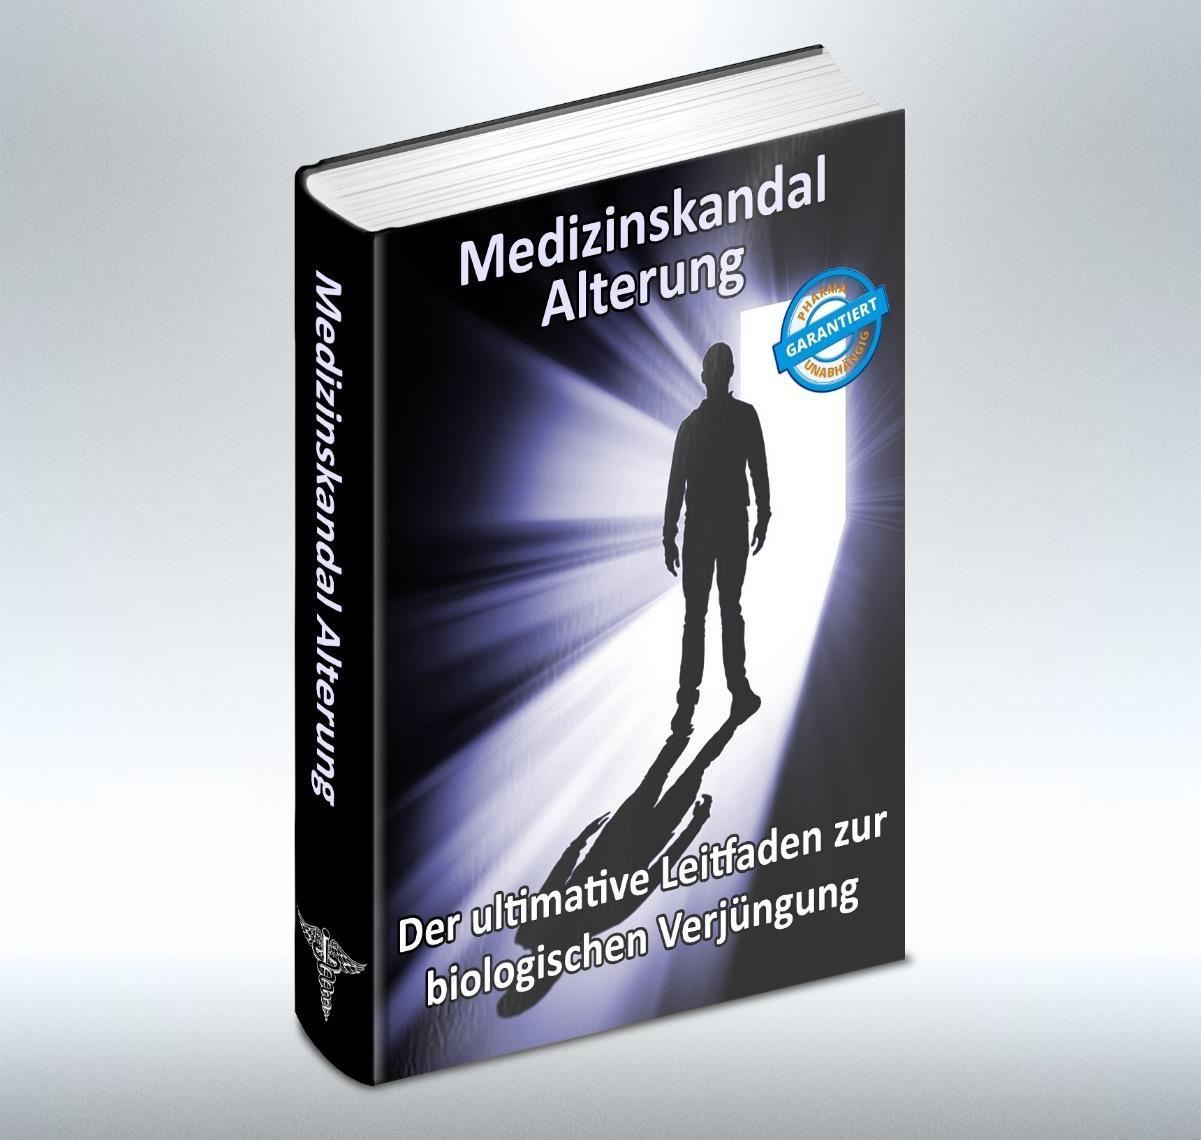 Medizinskandal
Alterung
PHARMA
GARANTIERT
UNABHÄNGIG
Der ultimative Leitfaden zur
biologischen Verjüngung
Medizinskandal Alterung